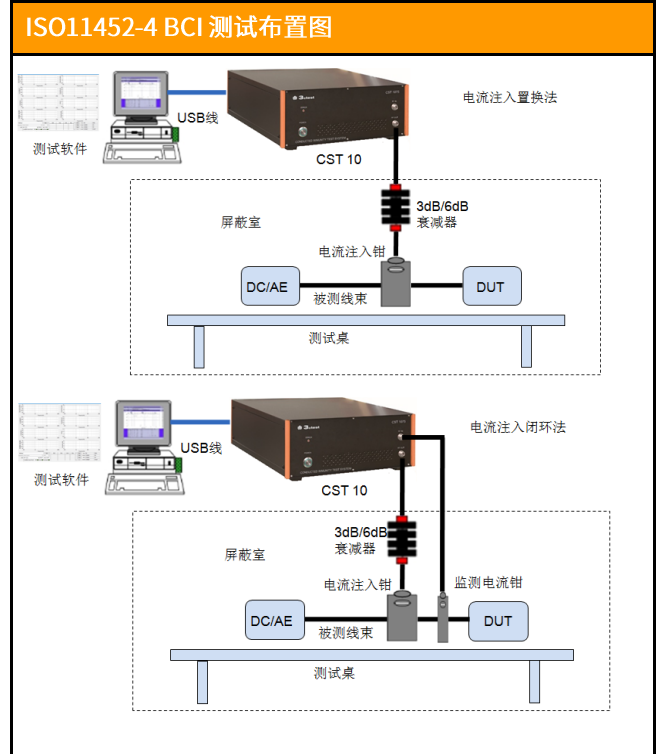 ISO11452-4 BCI 测试布置图
电流注入置换法
USB线
测试软件
CST 10
3dB/6dB
衰减器
屏蔽室
电流注入钳
DC/AE
DUT
被测线束
测试桌
电流注入闭环法
USB线
测试软件
CST 10
3dB/6dB
衰减器
屏蔽室
电流注入钳
监测电流钳
DC/AE
DUT
被测线束
测试桌